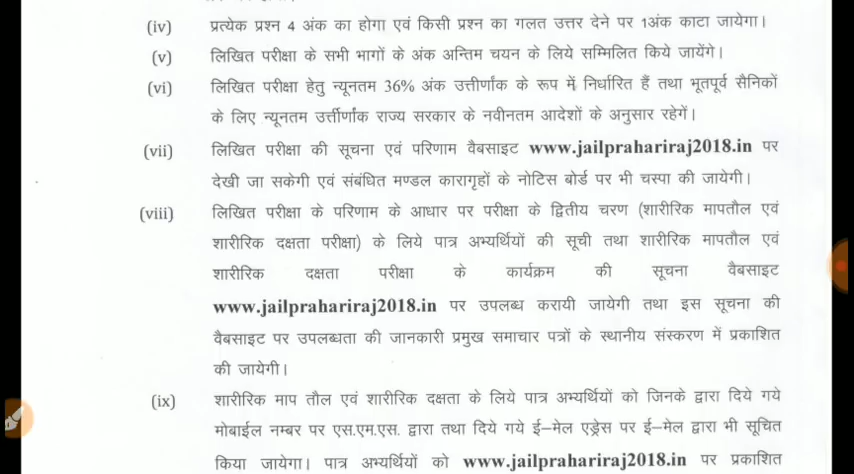 (iv) प्रत्येक प्रश्न 4 अंक का होगा एवं किसी प्रश्न का गलत उत्तर देने पर 1अंक काटा जायेगा।
(v) लिखित परीक्षा के सभी भागों के अंक अन्तिम चयन के लिये सम्मिलित किये जायेंगे।
(vi) लिखित परीक्षा हेतु न्यूनतम 36% अंक उत्तीर्णांक के रूप में निर्धारित हैं तथा भूतपूर्व सैनिकों
के लिए न्यूनतम उर्त्तीर्णांक राज्य सरकार के नवीनतम आदेशों के अनुसार रहेगें।
(vii) लिखित परीक्षा की सूचना एवं परिणाम वैबसाइट www.jailprahariraj2018.in पर
देखी जा सकेगी एवं संबंधित मण्डल कारागृहों के नोटिस बोर्ड पर भी चस्पा की जायेगी।
(viii) लिखित परीक्षा के परिणाम के आधार पर परीक्षा के द्वितीय चरण (शारीरिक मापतौल एवं
शारीरिक दक्षता परीक्षा) के लिये पात्र अभ्यर्थियों की सूची तथा शारीरिक मापतौल एवं
शारीरिक दक्षता परीक्षा के कार्यक्रम की सूचना वैबसाइट
www.jailprahariraj2018.in पर उपलब्ध करायी जायेगी तथा इस सूचना की
वैबसाइट पर उपलब्धता की जानकारी प्रमुख समाचार पत्रों के स्थानीय संस्करण में प्रकाशित
की जायेगी।
(ix) शारीरिक माप तौल एवं शारीरिक दक्षता के लिये पात्र अभ्यर्थियों को जिनके द्वारा दिये गये
मोबाईल नम्बर पर एस.एम.एस. द्वारा तथा दिये गये ई–मेल एड्रेस पर ई–मेल द्वारा भी सूचित
किया जायेगा। पात्र अभ्यर्थियों को www.jailprahariraj2018.in पर प्रकाशित